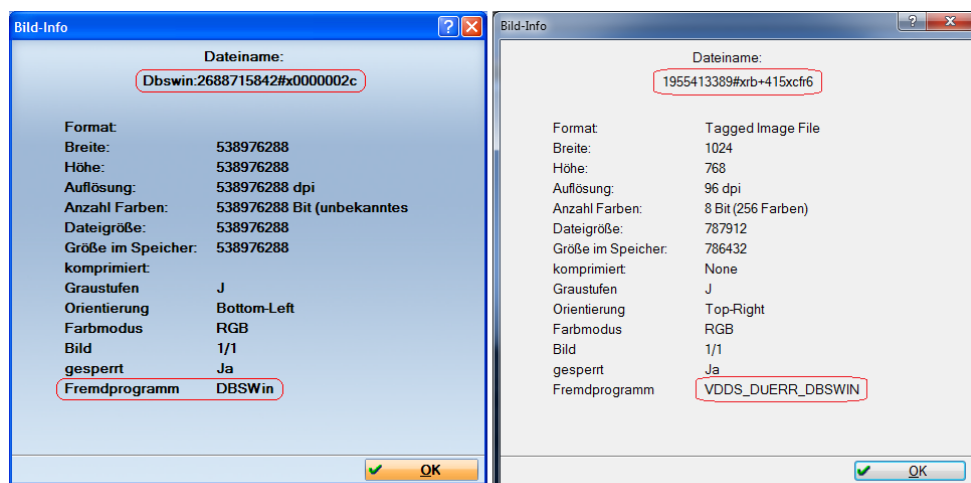 Bild-Info
Dateiname:
Dbswin:2688715842#x0000002c
Format:
Breite: 538976288
Höhe: 538976288
Auflösung: 538976288 dpi
Anzahl Farben: 538976288 Bit (unbekanntes
Dateigröße: 538976288
Größe im Speicher: 538976288
komprimiert:
Graustufen J
Orientierung Bottom-Left
Farbmodus RGB
Bild 1/1
gesperrt Ja
Fremdprogramm DBSWin
OK
Bild-Info
Dateiname:
1955413389#xrb+415xcfr6
Format: Tagged Image File
Breite: 1024
Höhe: 768
Auflösung: 96 dpi
Anzahl Farben: 8 Bit (256 Farben)
Dateigröße: 787912
Größe im Speicher: 786432
komprimiert: None
Graustufen J
Orientierung Top-Right
Farbmodus RGB
Bild 1/1
gesperrt Ja
Fremdprogramm VDDS_DUERR_DBSWIN
OK